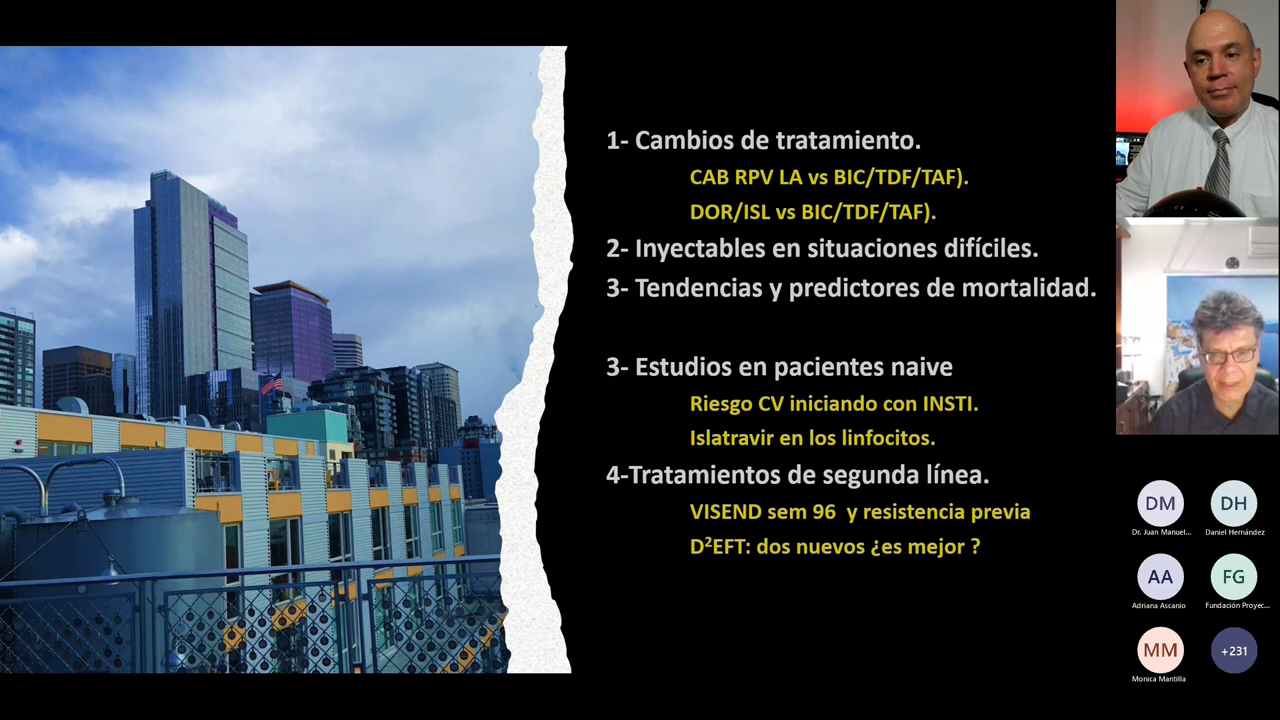 1- Cambios de tratamiento.
CAB RPV LA vs BIC/TDF/TAF).
DOR/ISL vs BIC/TDF/TAF).
2- Inyectables en situaciones difíciles.
3- Tendencias y predictores de mortalidad.
3- Estudios en pacientes naive
Riesgo CV iniciando con INSTI.
Islatravir en los linfocitos.
4-Tratamientos de segunda línea.
VISEND sem 96 y resistencia previa
D²EFT: dos nuevos ¿es mejor ?
DM
DH
Dr. Juan Manuel...
Daniel Hernández
AA
FG
Adriana Ascanio
Fundación Proyec...
MM
+231
Monica Mantilla